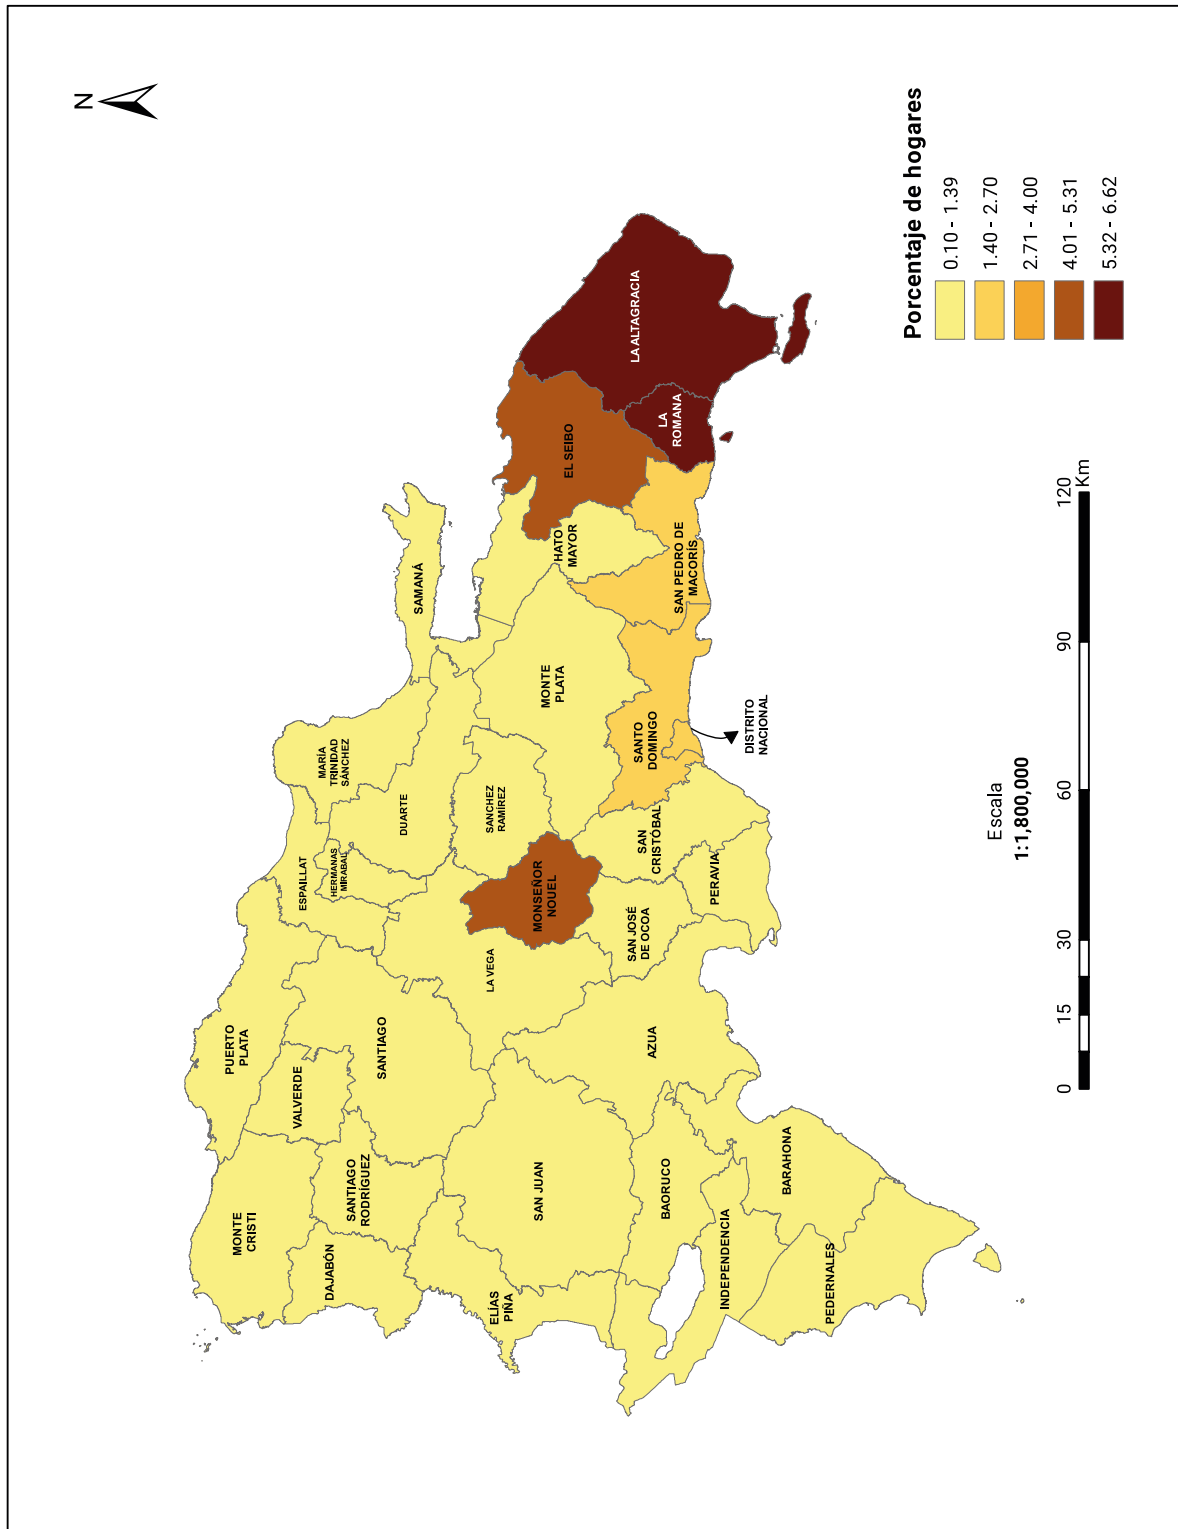 N
PUERTO
PLATA
MONTE
CRISTI
VALVERDE
ESPAILLAT
MARÍA
TRINIDAD
SÁNCHEZ
HERMANAS
MIRABAL
DAJABÓN
SANTIAGO
RODRÍGUEZ
SANTIAGO
DUARTE
SAMANÁ
ELÍAS
PIÑA
SAN JUAN
LA VEGA
SANCHEZ
RAMÍREZ
MONSEÑOR
NOUEL
MONTE
PLATA
HATO
MAYOR
EL SEIBO
LA ALTAGRACIA
LA
ROMANA
SAN PEDRO DE
MACORÍS
SANTO
DOMINGO
DISTRITO
NACIONAL
SAN
CRISTÓBAL
SAN JOSÉ
DE OCOA
PERAVIA
AZUA
BAORUCO
BARAHONA
INDEPENDENCIA
PEDERNALES
Porcentaje de hogares
0.10 - 1.39
1.40 - 2.70
2.71 - 4.00
4.01 - 5.31
5.32 - 6.62
Escala
1:1,800,000
0 15 30 60 90 120
Km